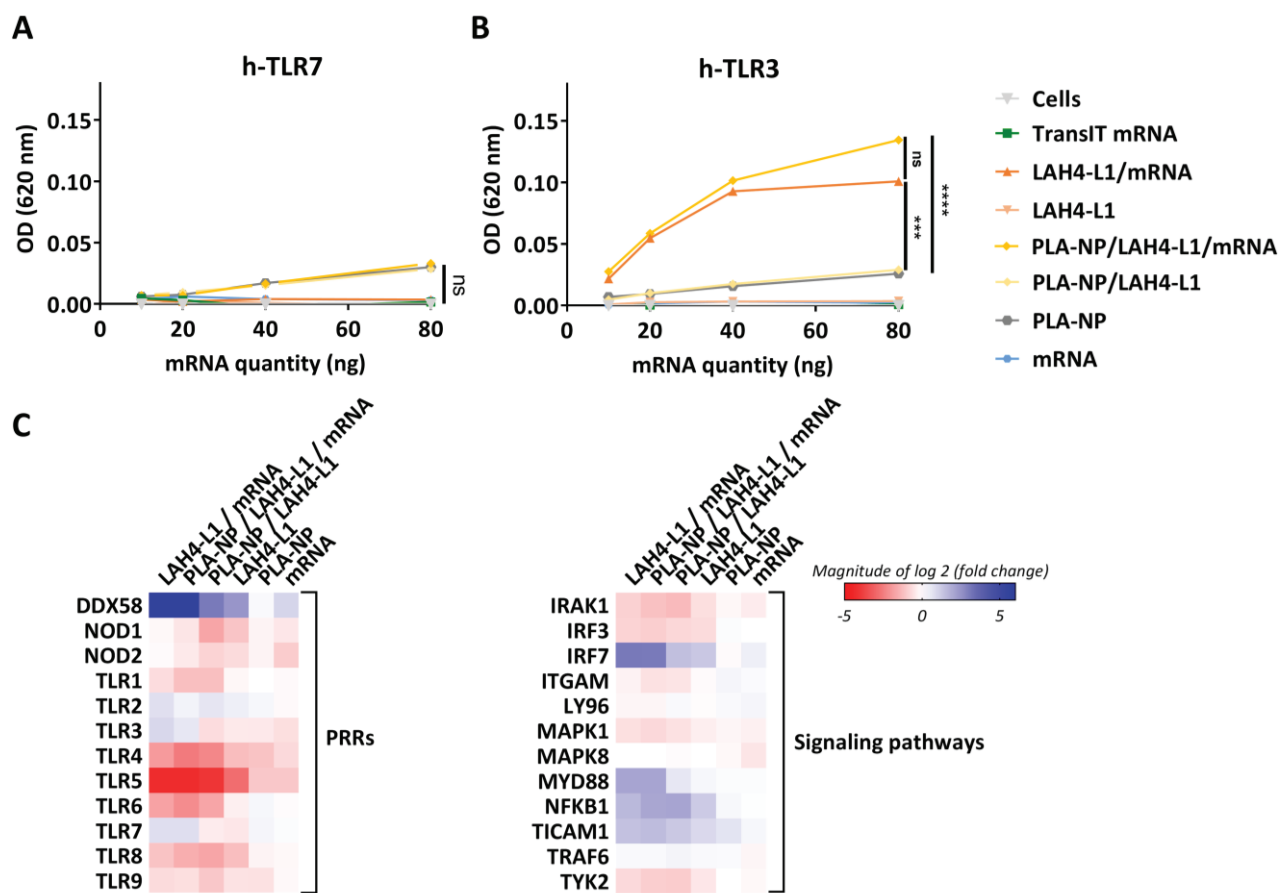 A
h-TLR7
OD (620 nm)
0.15
0.10
0.05
0.00
0 20 40 60 80
mRNA quantity (ng)
ns
B
h-TLR3
OD (620 nm)
0.15
0.10
0.05
0.00
0 20 40 60 80
mRNA quantity (ng)
ns
***
****
Cells
TransIT mRNA
LAH4-L1/mRNA
LAH4-L1
PLA-NP/LAH4-L1/mRNA
PLA-NP/LAH4-L1
PLA-NP
mRNA
C
LAH4-L1 / mRNA
PLA-NP / LAH4-L1 / mRNA
PLA-NP / LAH4-L1
LAH4-L1
PLA-NP
mRNA
DDX58
NOD1
NOD2
TLR1
TLR2
TLR3
TLR4
TLR5
TLR6
TLR7
TLR8
TLR9
PRRs
LAH4-L1 / mRNA
PLA-NP / LAH4-L1 / mRNA
PLA-NP / LAH4-L1
LAH4-L1
PLA-NP
mRNA
IRAK1
IRF3
IRF7
ITGAM
LY96
MAPK1
MAPK8
MYD88
NFKB1
TICAM1
TRAF6
TYK2
Signaling pathways
Magnitude of log 2 (fold change)
-5 0 5